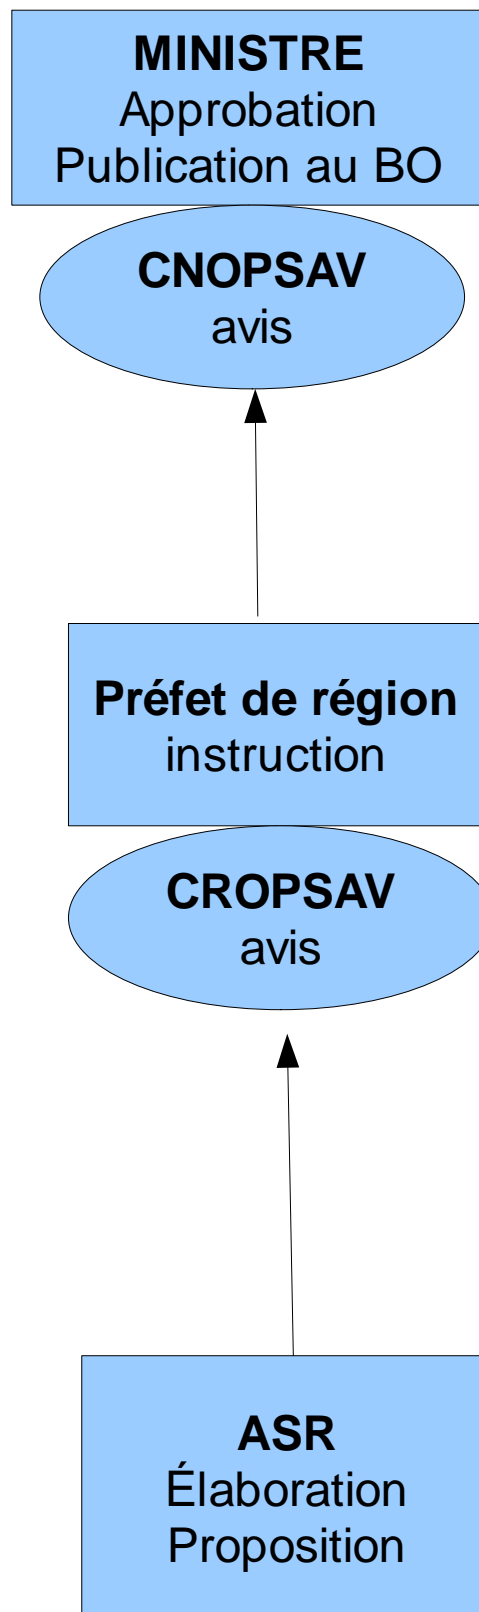 MINISTRE
Approbation
Publication au BO
CNOPSAV
avis
Préfet de région
instruction
CROPSAV
avis
ASR
Élaboration
Proposition